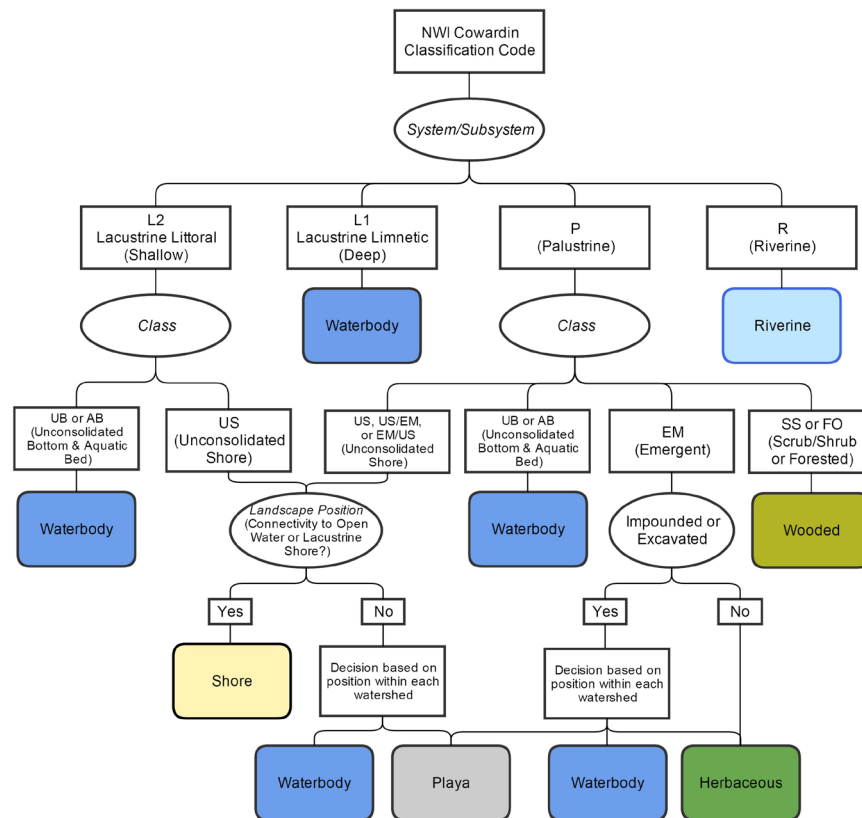 NWI Cowardin
Classification Code
System/Subsystem
L2
Lacustrine Littoral
(Shallow)
L1
Lacustrine Limnetic
(Deep)
P
(Palustrine)
R
(Riverine)
Class
Waterbody
Class
Riverine
UB or AB
(Unconsolidated
Bottom & Aquatic
Bed)
US
(Unconsolidated
Shore)
US, US/EM,
or EM/US
(Unconsolidated
Shore)
UB or AB
(Unconsolidated
Bottom & Aquatic
Bed)
EM
(Emergent)
SS or FO
(Scrub/Shrub
or Forested)
Waterbody
Landscape Position
(Connectivity to Open
Water or Lacustrine
Shore?)
Waterbody
Impounded or
Excavated
Wooded
Yes
No
Yes
No
Shore
Decision based on
position within each
watershed
Decision based on
position within each
watershed
Waterbody
Playa
Waterbody
Herbaceous